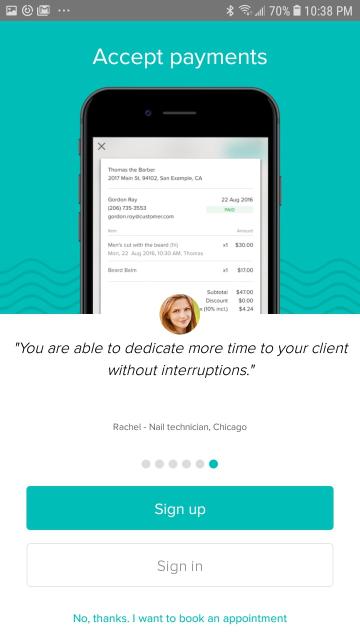 70% 10:38 PM
Accept payments
Thomas the Barber
2017 Main St. 94102, San Example, CA
Gordon Ray 22 Aug 2016
(206) 735-3553 PAID
gordon.ray@customer.com
Item Amount
Men's cut with the beard (1h) x1 $30.00
Mon, 22 Aug 2016, 10:30 AM, Thomas
Beard Balm x1 $17.00
Subtotal $47.00
Discount $0.00
(10% incl.) $4.24
"You are able to dedicate more time to your client
without interruptions."
Rachel - Nail technician, Chicago
Sign up
Sign in
No, thanks. I want to book an appointment